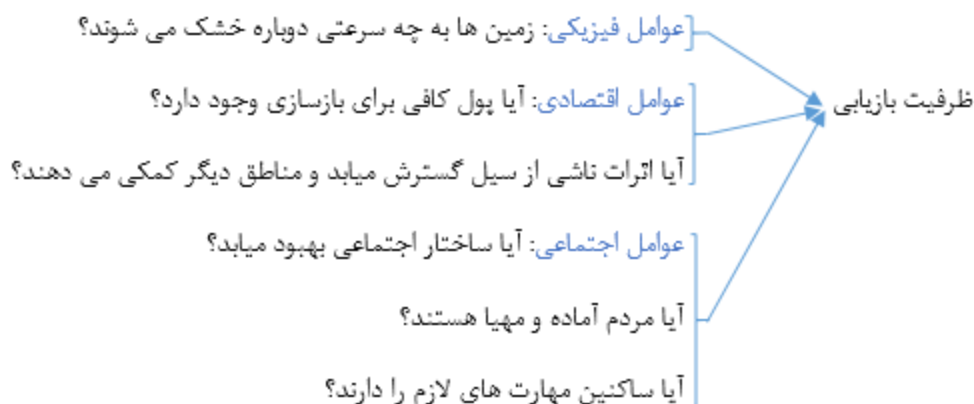 ظرفیت بازیابی
عوامل فیزیکی: زمین ها به چه سرعتی دوباره خشک می شوند؟
عوامل اقتصادی: آیا پول کافی برای بازسازی وجود دارد؟
آیا اثرات ناشی از سیل گسترش میابد و مناطق دیگر کمکی می دهند؟
عوامل اجتماعی: آیا ساختار اجتماعی بهبود میابد؟
آیا مردم آماده و مهیا هستند؟
آیا ساکنین مهارت های لازم را دارند؟